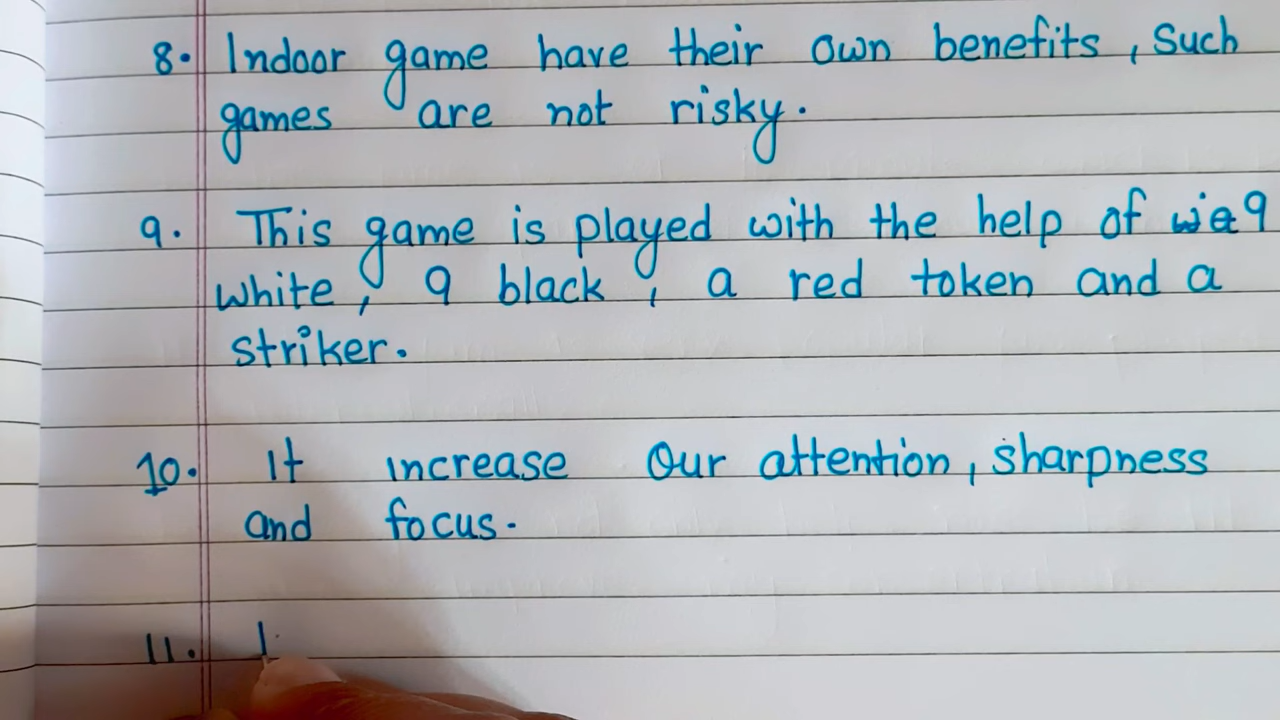 8. Indoor game have their own benefits, Such
games are not risky.
9. This game is played with the help of 9
white, 9 black, a red token and a
striker.
10. It increase Our attention, sharpness
and focus.
11. I